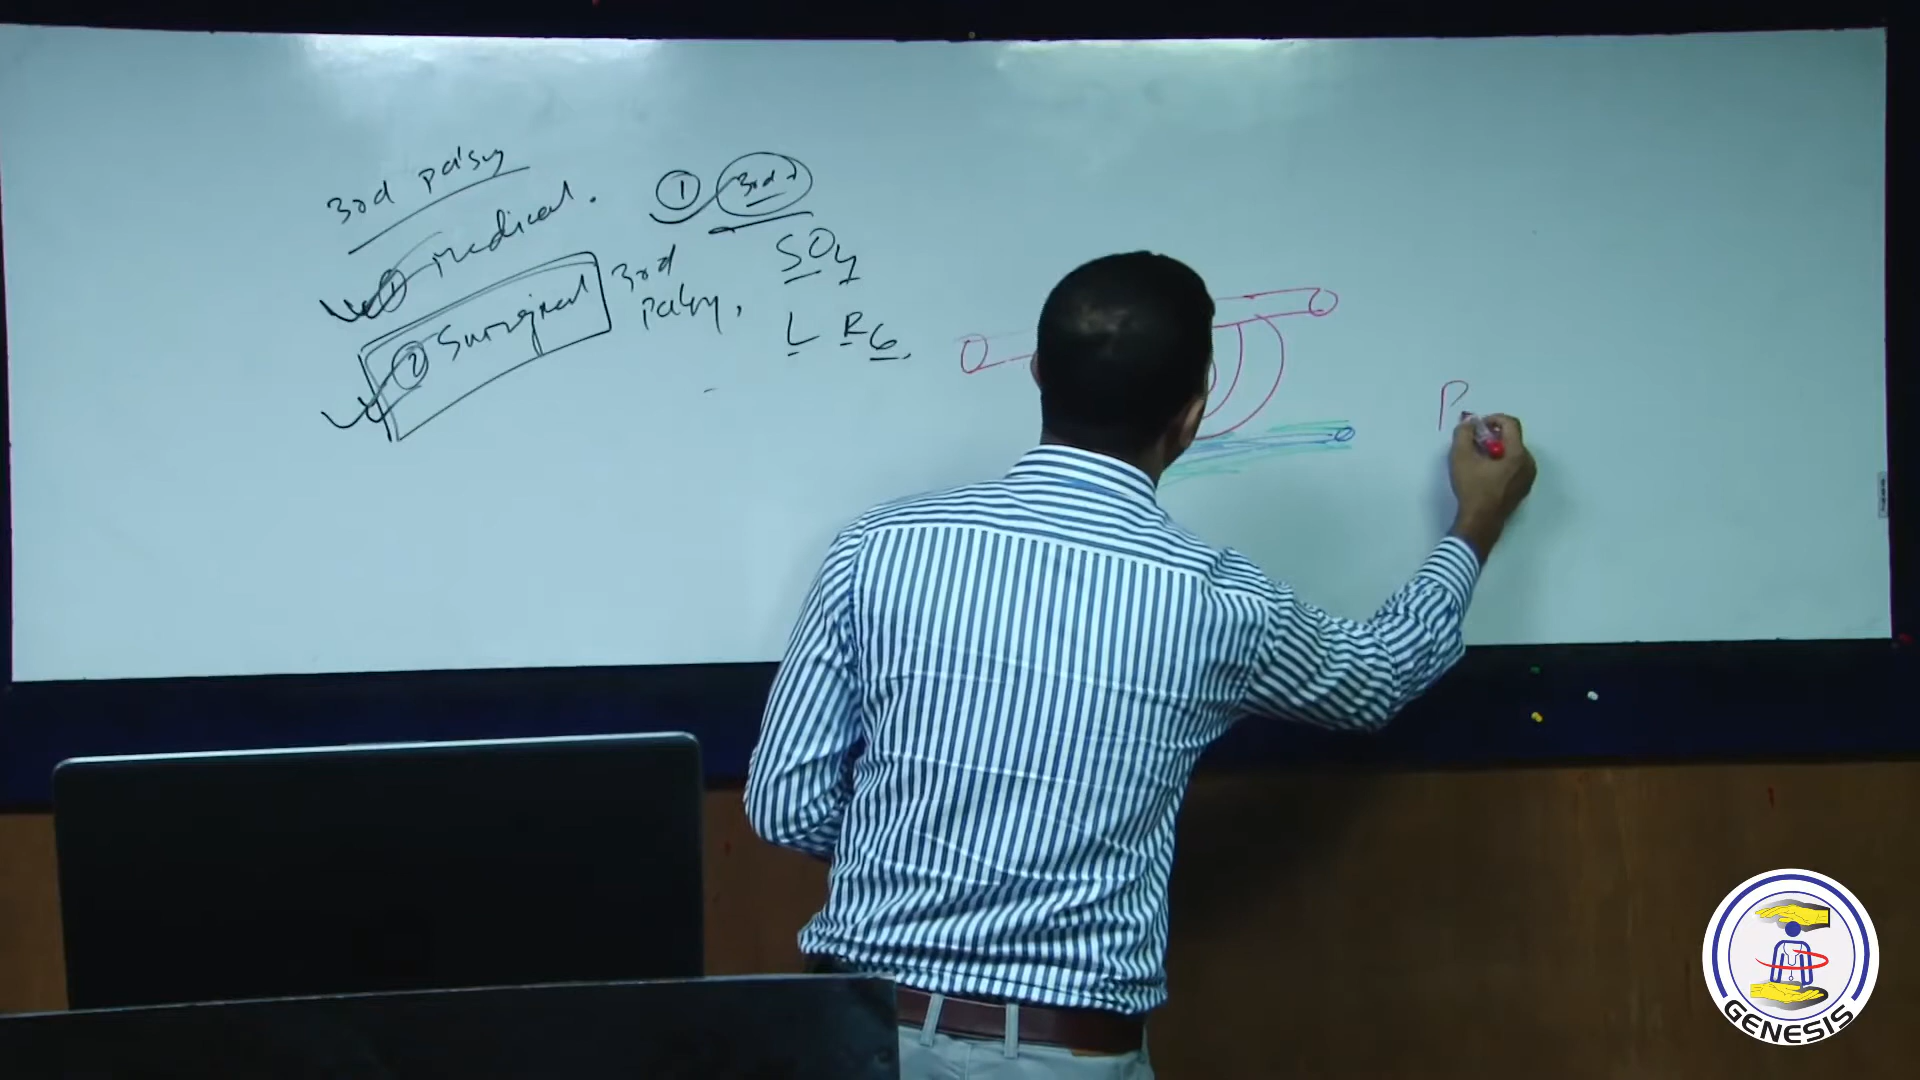 3rd palsy
① medical.
② Surgical 3rd palsy.
① 3rd
SO4
LR6.
P
GENESIS